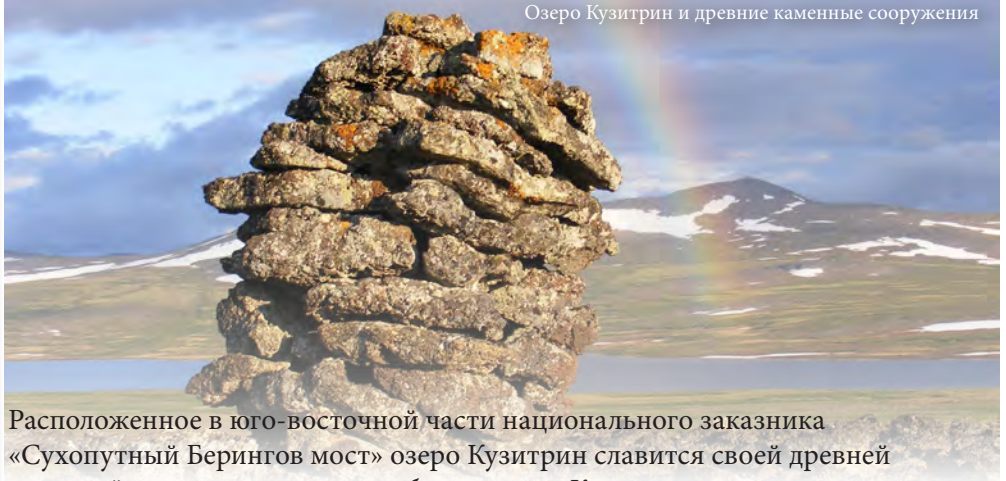 Озеро Кузитрин и древние каменные сооружения
Расположенное в юго-восточной части национального заказника
«Сухопутный Берингов мост» озеро Кузитрин славится своей древней